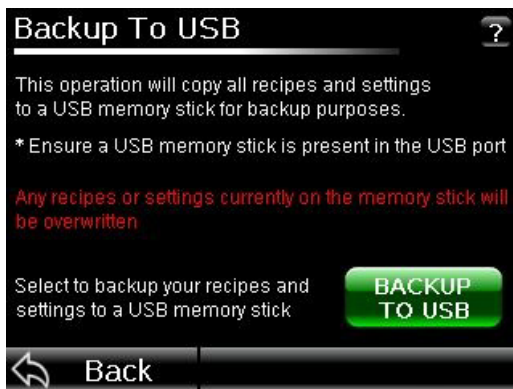 Backup To USB
?
This operation will copy all recipes and settings
to a USB memory stick for backup purposes.
* Ensure a USB memory stick is present in the USB port
Any recipes or settings currently on the memory stick will
be overwritten
Select to backup your recipes and
settings to a USB memory stick
BACKUP
TO USB
Back